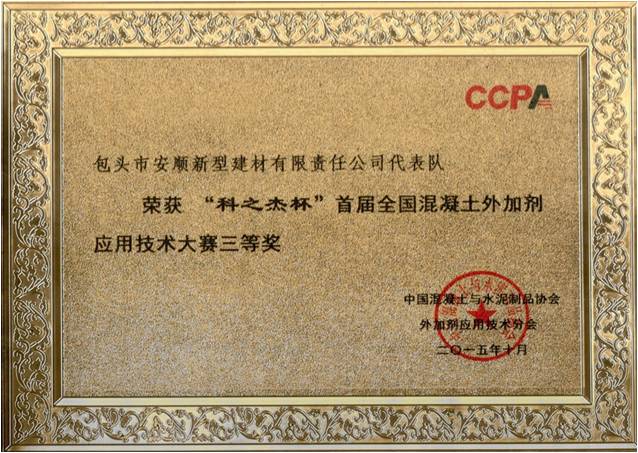 CCPA
包头市安顺新型建材有限责任公司代表队
荣获 “科之杰杯”首届全国混凝土外加剂
应用技术大赛三等奖
中国混凝土与水泥制品协会
外加剂应用技术分会
二〇一五年十月